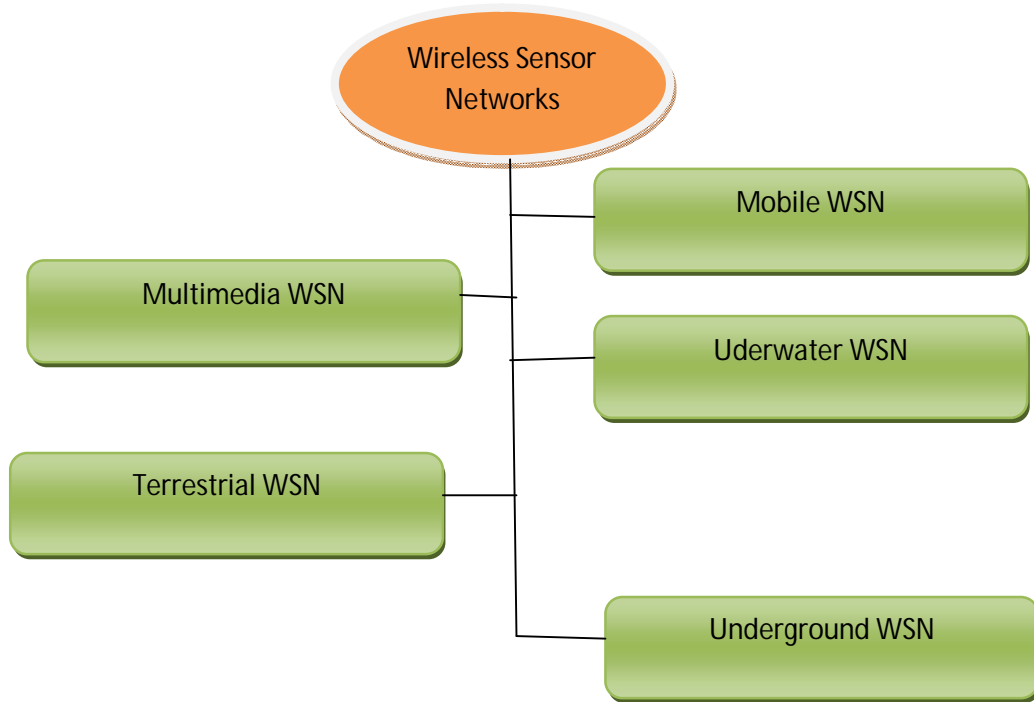 Wireless Sensor
Networks
Mobile WSN
Multimedia WSN
Uderwater WSN
Terrestrial WSN
Underground WSN